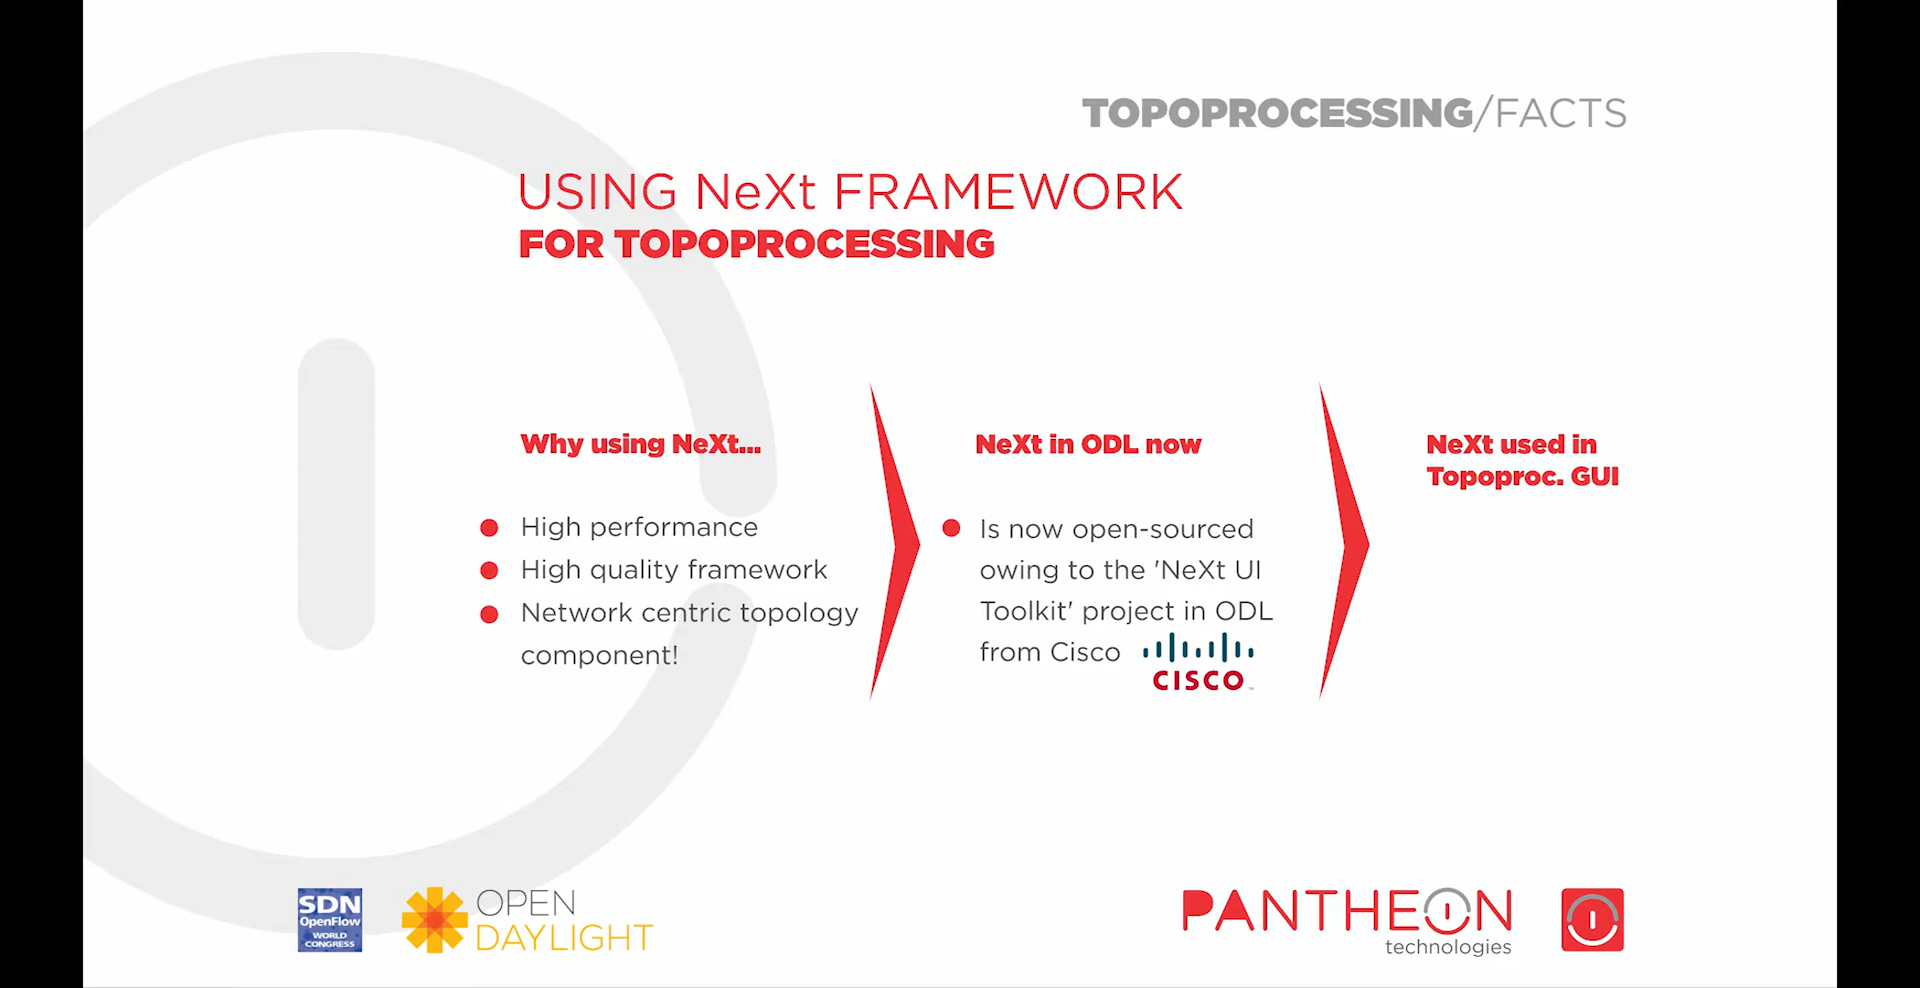 TOPOPROCESSING/FACTS
USING NeXt FRAMEWORK
FOR TOPOPROCESSING
Why using NeXt...
High performance
High quality framework
Network centric topology
component!
NeXt in ODL now
Is now open-sourced
owing to the 'NeXt UI
Toolkit' project in ODL
from Cisco
CISCO
NeXt used in
Topoproc. GUI
SDN
OpenFlow
WORLD
CONGRESS
OPEN
DAYLIGHT
PANTHEON
technologies